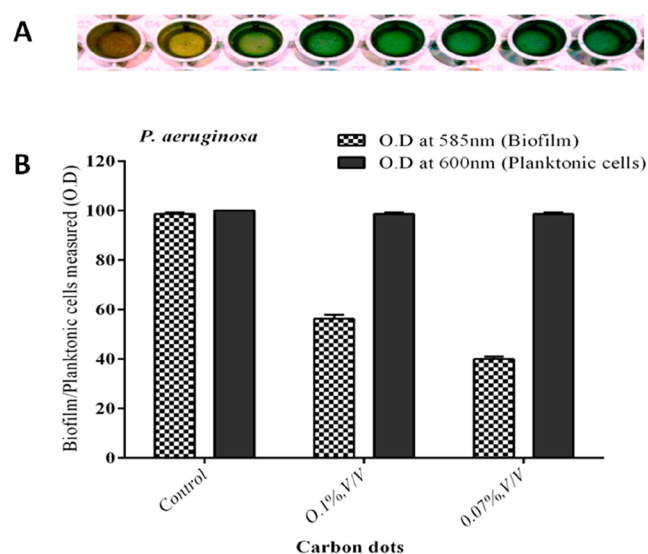 A
P. aeruginosa
O.D at 585nm (Biofilm)
O.D at 600nm (Planktonic cells)
B
Biofilm/Planktonic cells measured (O.D)
120
100
80
60
40
20
0
Control
O.1%,V/V
0.07%,V/V
Carbon dots